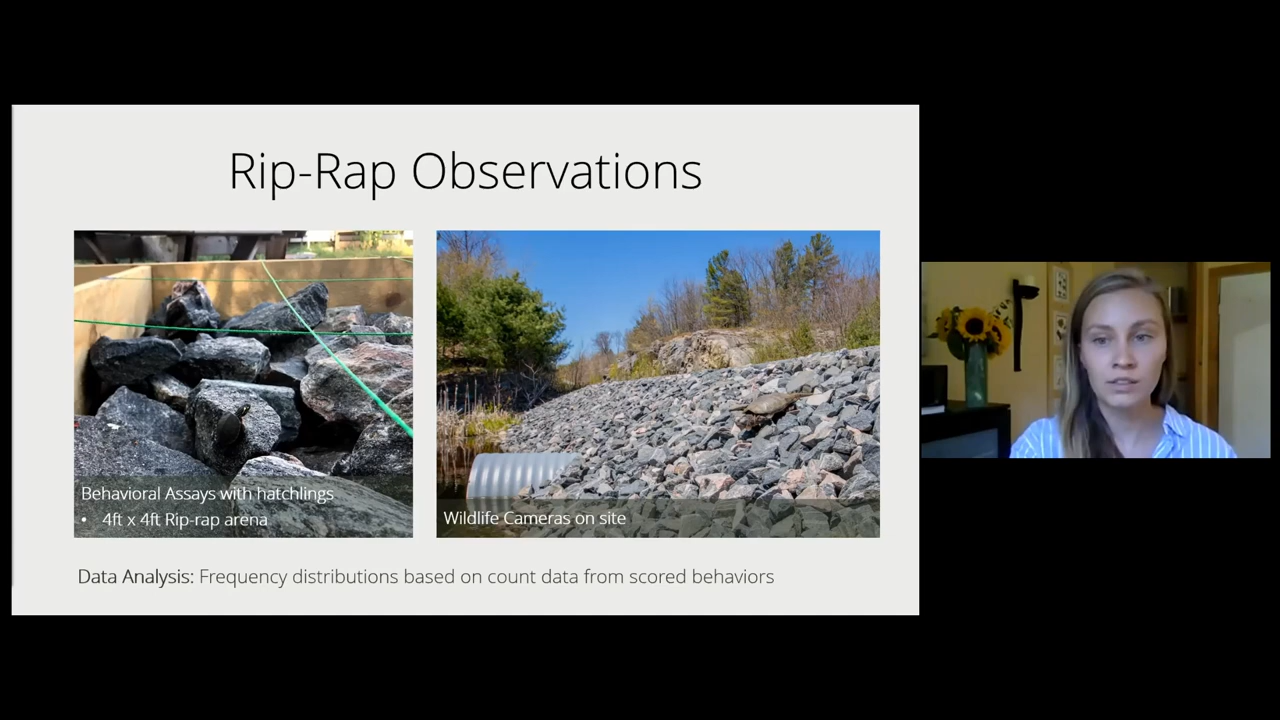 Rip-Rap Observations
Behavioral Assays with hatchlings
• 4ft x 4ft Rip-rap arena
Wildlife Cameras on site
Data Analysis: Frequency distributions based on count data from scored behaviors